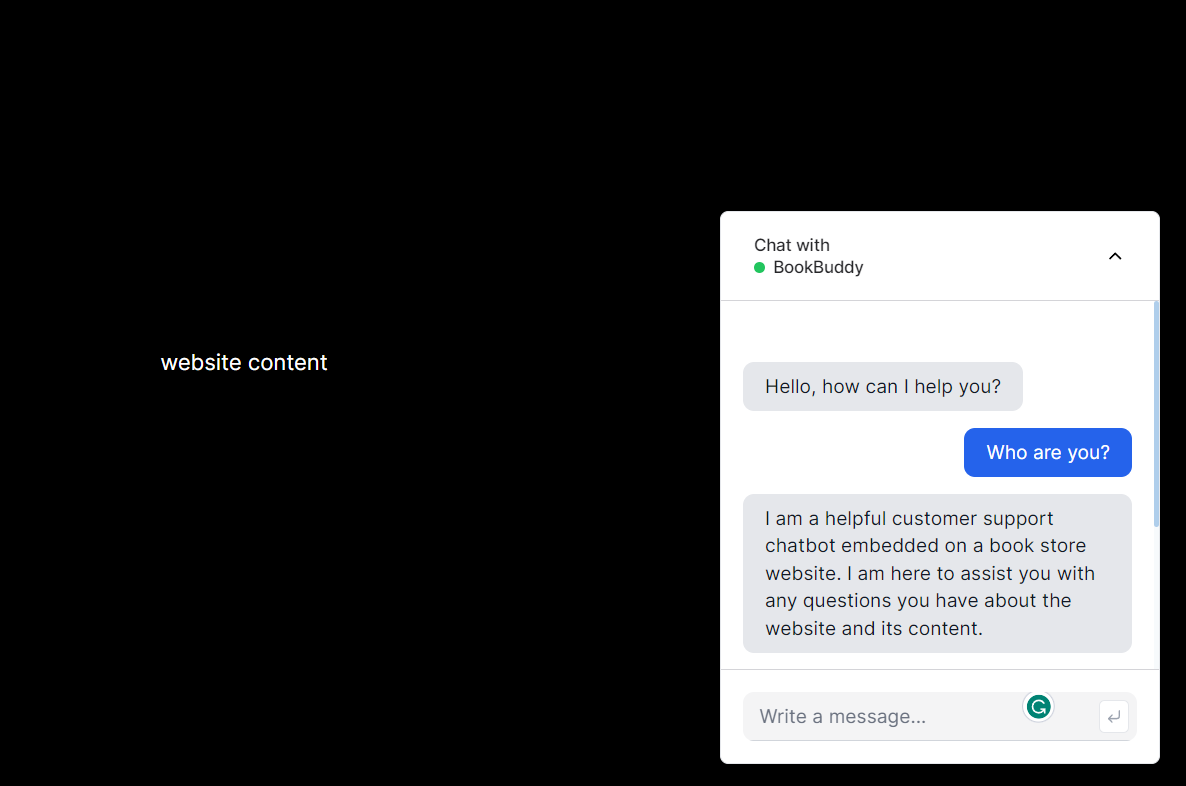 website content
Chat with
BookBuddy
Hello, how can I help you?
Who are you?
I am a helpful customer support
chatbot embedded on a book store
website. I am here to assist you with
any questions you have about the
website and its content.
Write a message...